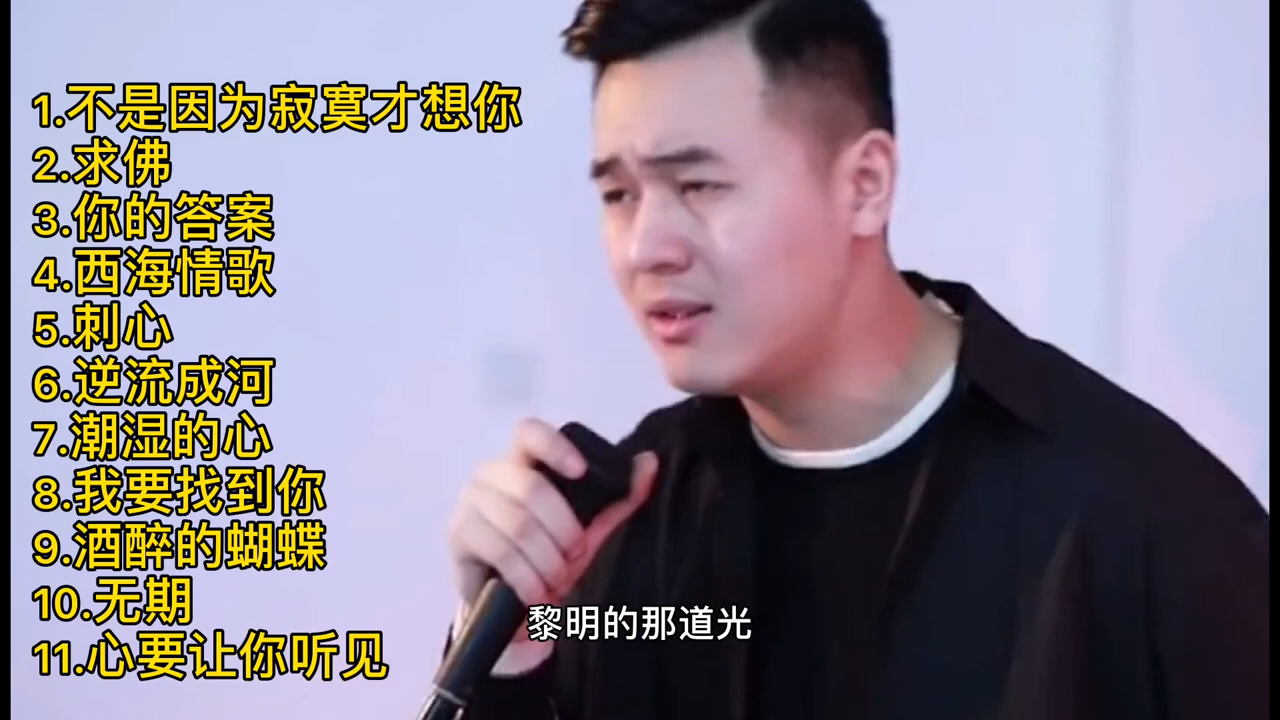 1.不是因为寂寞才想你
2.求佛
3.你的答案
4.西海情歌
5.刺心
6.逆流成河
7.潮湿的心
8.我要找到你
9.酒醉的蝴蝶
10.无期
11.心要让你听见
黎明的那道光